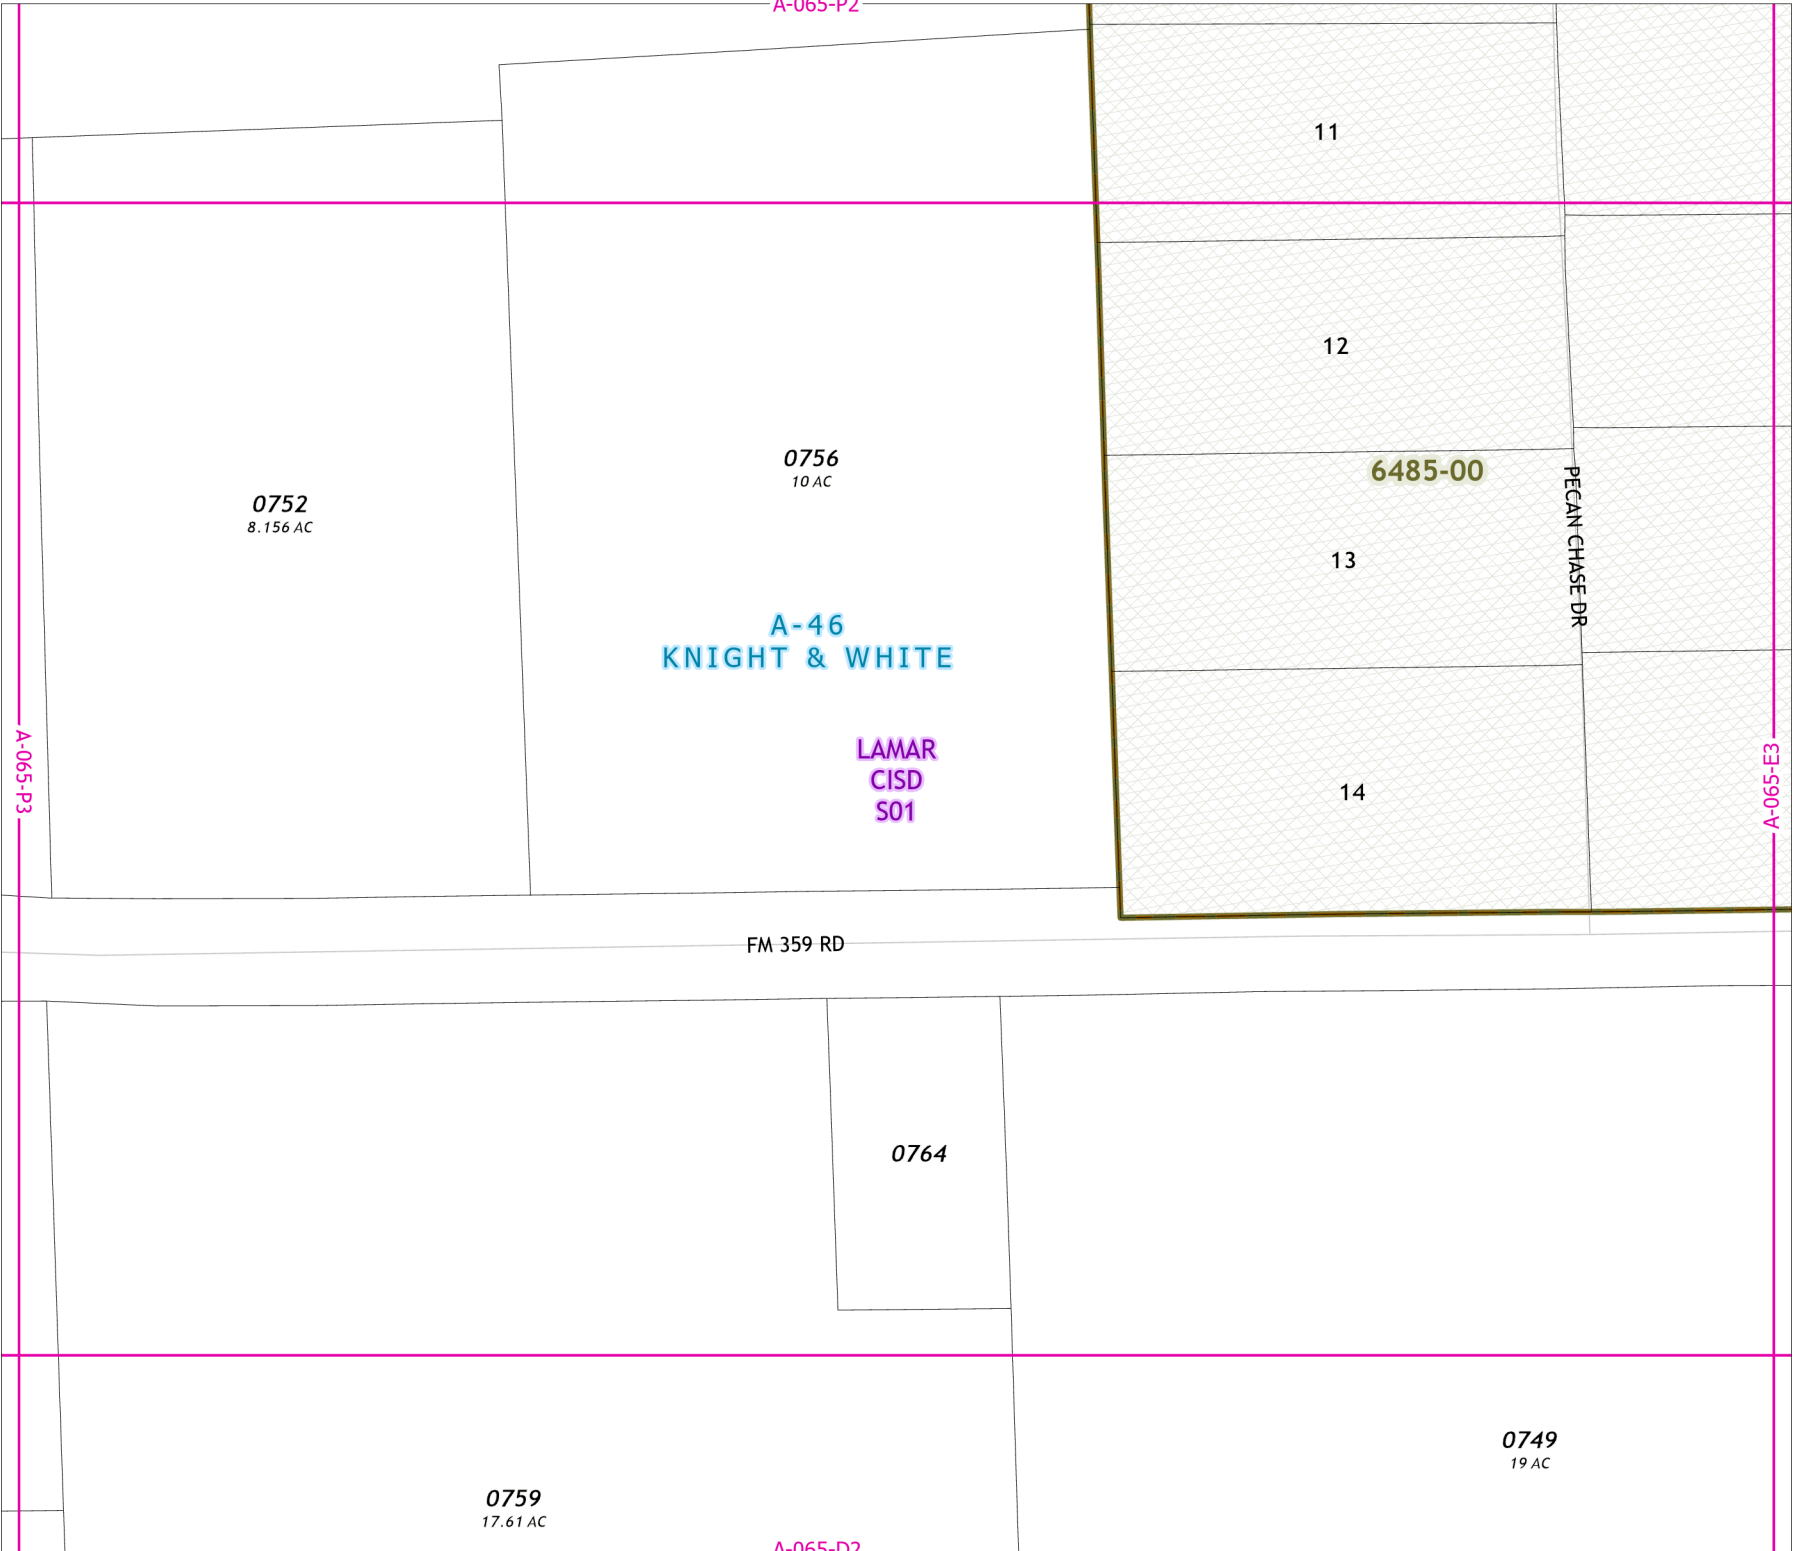 A-065-P2
11
12
0756
10 AC
6485-00
0752
8.156 AC
PECAN CHASE DR
13
A-46
KNIGHT & WHITE
LAMAR
CISD
S01
A-065-P3
A-065-E3
14
FM 359 RD
0764
0749
19 AC
0759
17.61 AC
A-065-D2